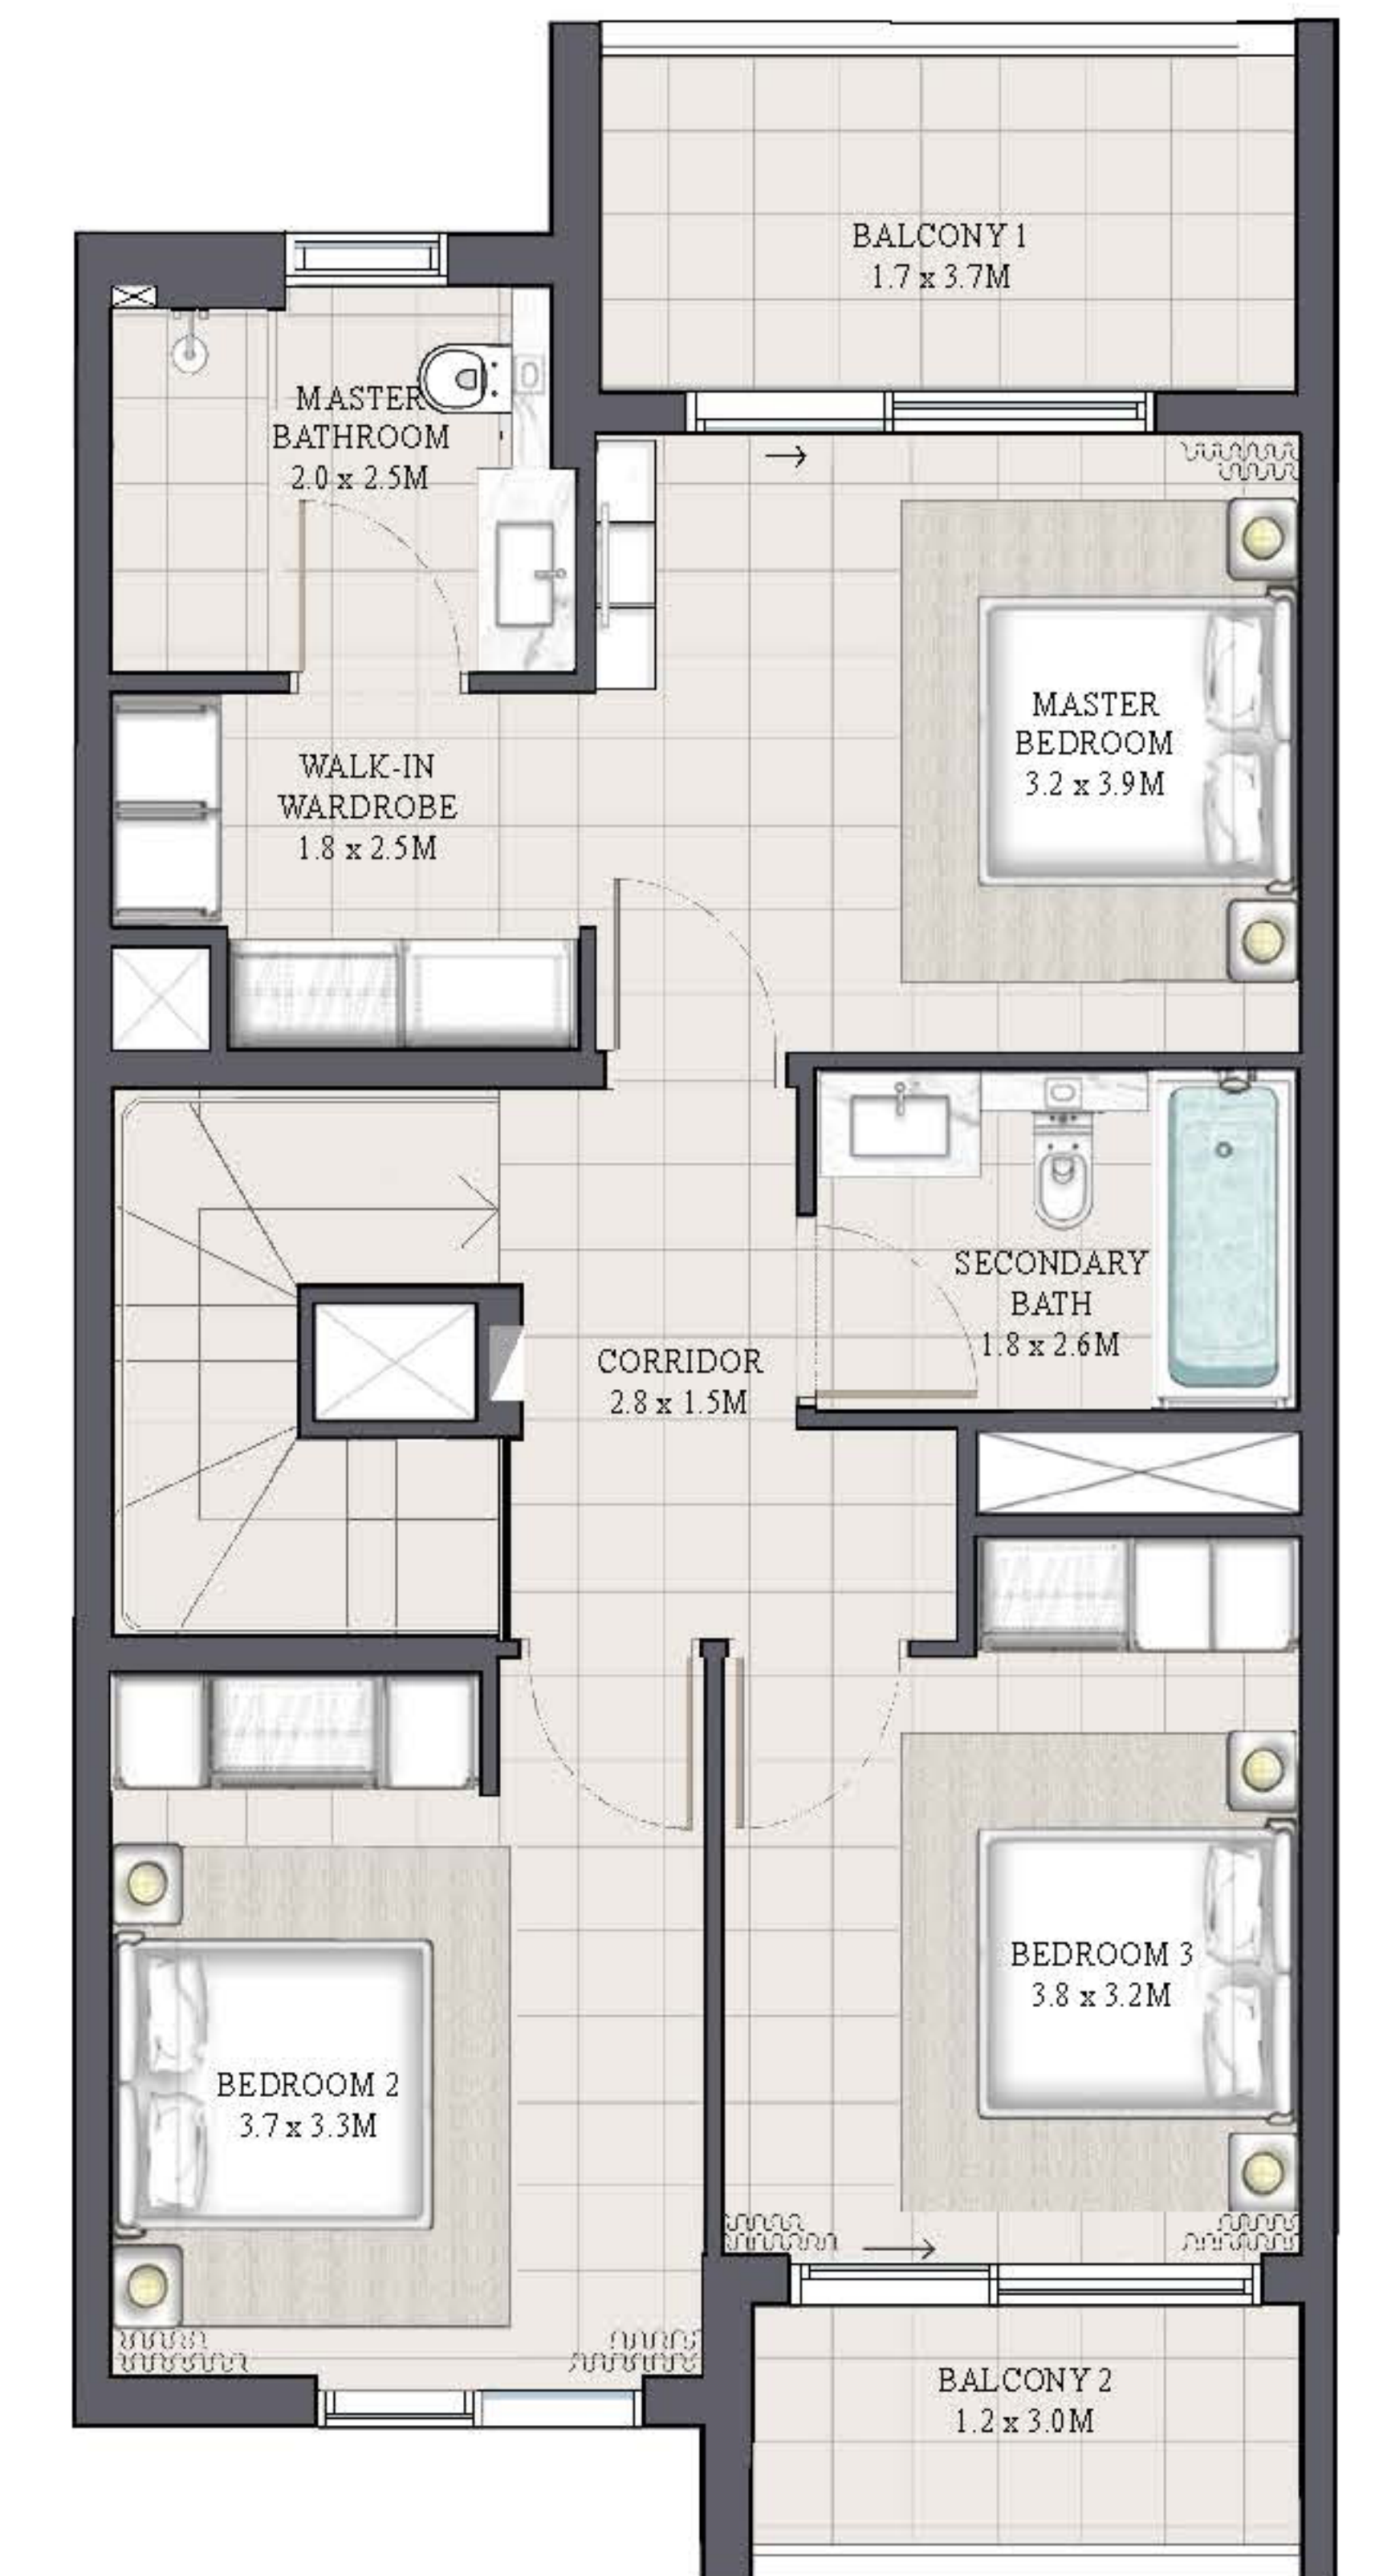 BALCONY 1
1.7 x 3.7M
MASTER
BATHROOM
2.0 x 2.5M
MASTER
BEDROOM
3.2 x 3.9M
WALK-IN
WARDROBE
1.8 x 2.5M
SECONDARY
BATH
1.8 x 2.6M
CORRIDOR
2.8 x 1.5M
BEDROOM 3
3.8 x 3.2M
BEDROOM 2
3.7 x 3.3M
BALCONY 2
1.2 x 3.0M